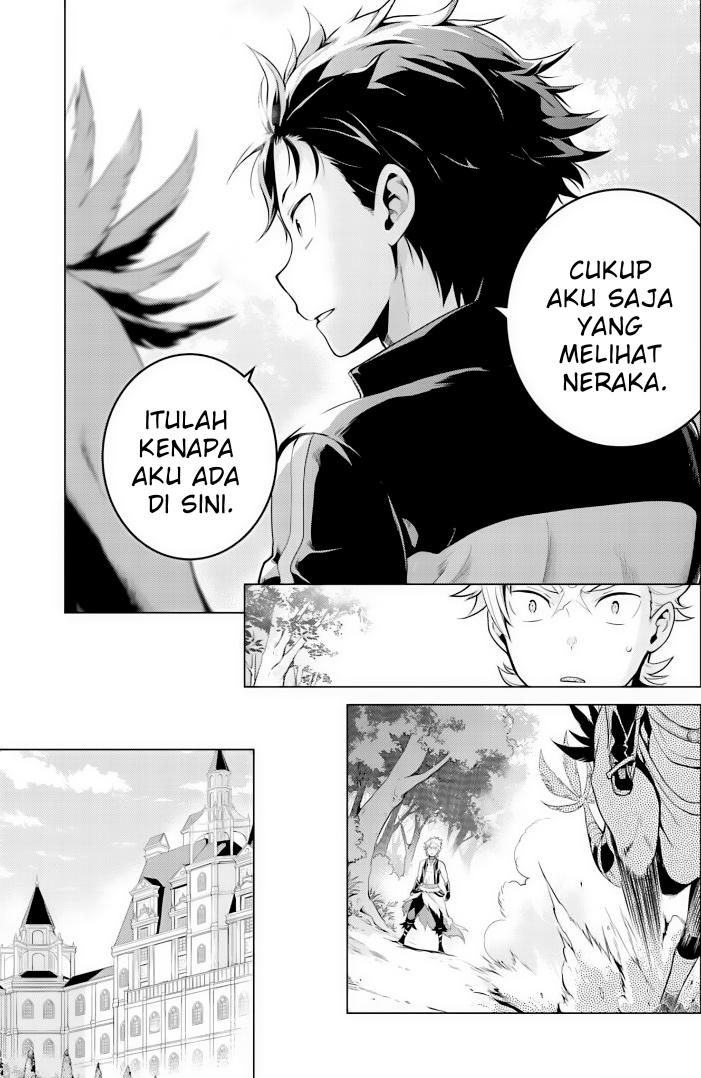 CUKUP
AKU SAJA
YANG
MELIHAT
NERAKA.
ITULAH
KENAPA
AKU ADA
DI SINI.